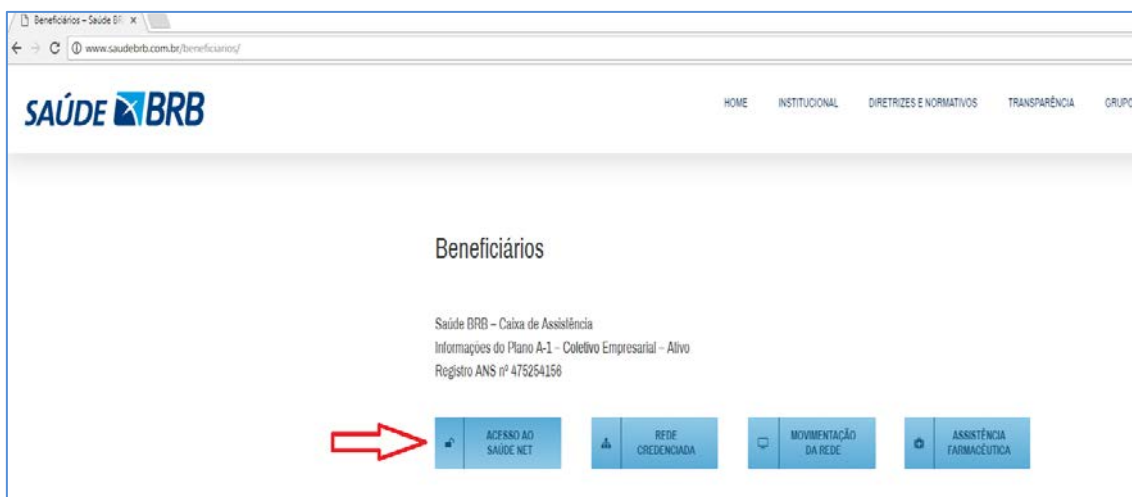 Beneficiários – Saúde BR
www.saudebrb.com.br/beneficiarios/
SAÚDE BRB
HOME INSTITUCIONAL DIRETRIZES E NORMATIVOS TRANSPARÊNCIA GRUPO
Beneficiários
Saúde BRB – Caixa de Assistência
Informações do Plano A-1 – Coletivo Empresarial – Ativo
Registro ANS nº 475254156
ACESSO AO
SAÚDE NET
REDE
CREDENCIADA
MOVIMENTAÇÃO
DA REDE
ASSISTÊNCIA
FARMACÊUTICA